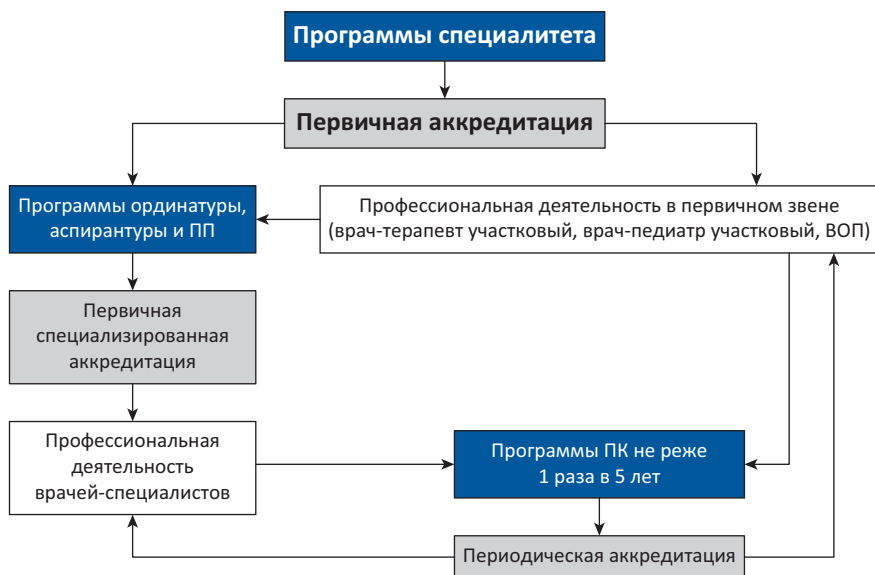 Программы специалитета
Первичная аккредитация
Программы ординатуры,
аспирантуры и ПП
Профессиональная деятельность в первичном звене
(врач-терапевт участковый, врач-педиатр участковый, ВОП)
Первичная
специализированная
аккредитация
Профессиональная
деятельность
врачей-специалистов
Программы ПК не реже
1 раза в 5 лет
Периодическая аккредитация